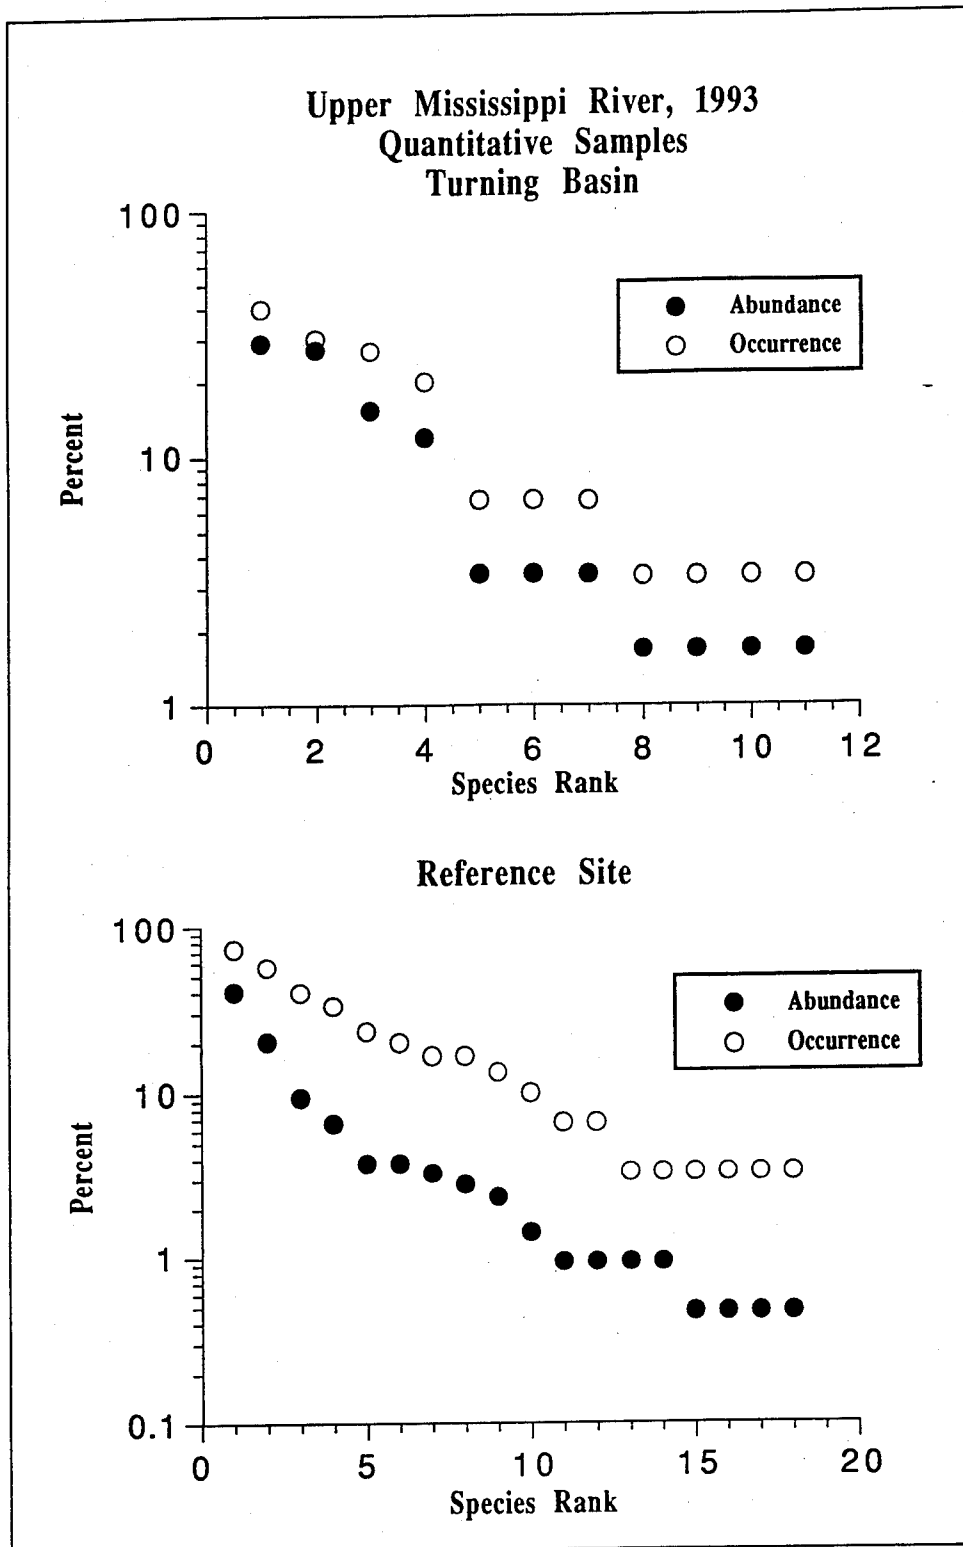 Upper Mississippi River, 1993
Quantitative Samples
Turning Basin
100
10
1
Percent
Abundance
Occurrence
0 2 4 6 8 10 12
Species Rank
Reference Site
100
10
1
0.1
Percent
Abundance
Occurrence
0 5 10 15 20
Species Rank